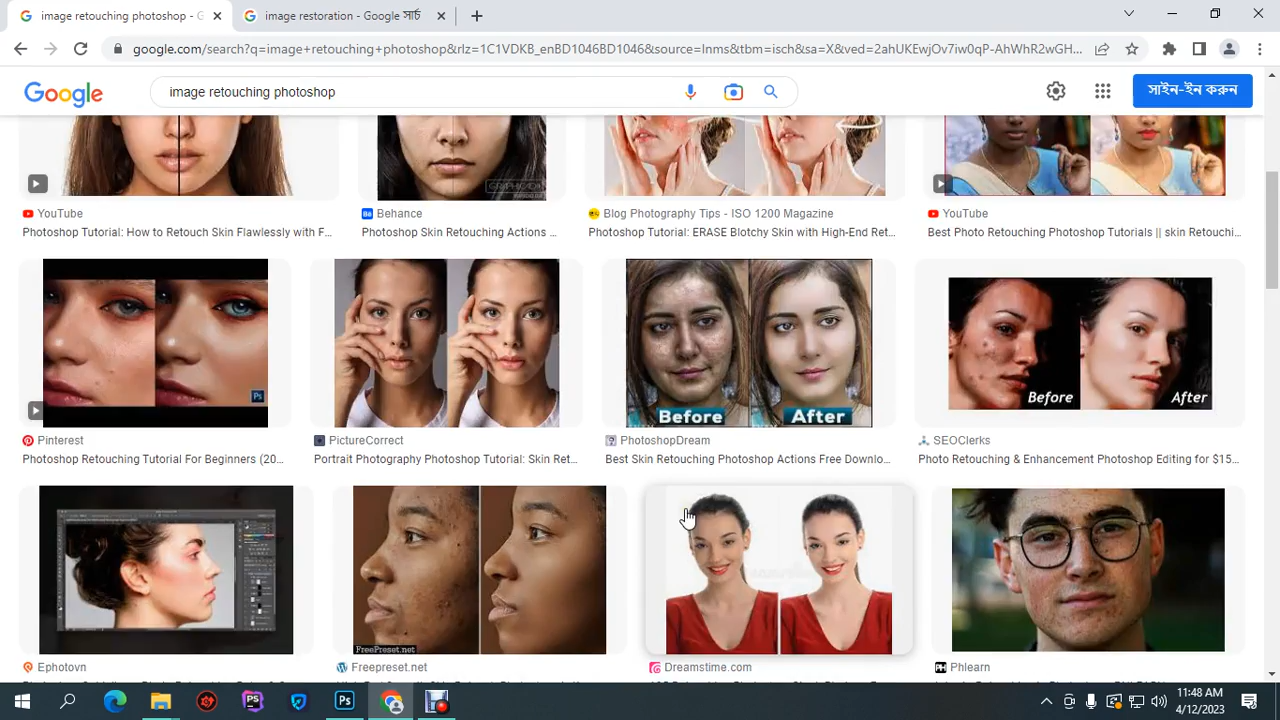 image retouching photoshop - G
image restoration - Google সার্চ
google.com/search?q=image+retouching+photoshop&rlz=1C1VDKB_enBD1046BD1046&source=lnms&tbm=isch&sa=X&ved=2ahUKEwjOv7iw0qP-AhWhR2wGH...
Google
image retouching photoshop
সাইন-ইন করুন
YouTube
Behance
Blog Photography Tips - ISO 1200 Magazine
YouTube
Photoshop Tutorial: How to Retouch Skin Flawlessly with F...
Photoshop Skin Retouching Actions ...
Photoshop Tutorial: ERASE Blotchy Skin with High-End Ret...
Best Photo Retouching Photoshop Tutorials || skin Retouchi...
Ps
Before
After
Before
After
Pinterest
PictureCorrect
PhotoshopDream
SEOClerks
Photoshop Retouching Tutorial For Beginners (20...
Portrait Photography Photoshop Tutorial: Skin Ret...
Best Skin Retouching Photoshop Actions Free Downlo...
Photo Retouching & Enhancement Photoshop Editing for $15...
FreePreset.net
Ephotovn
Freepreset.net
Dreamstime.com
PH Phlearn
PS
Ps
11:48 AM
4/12/2023